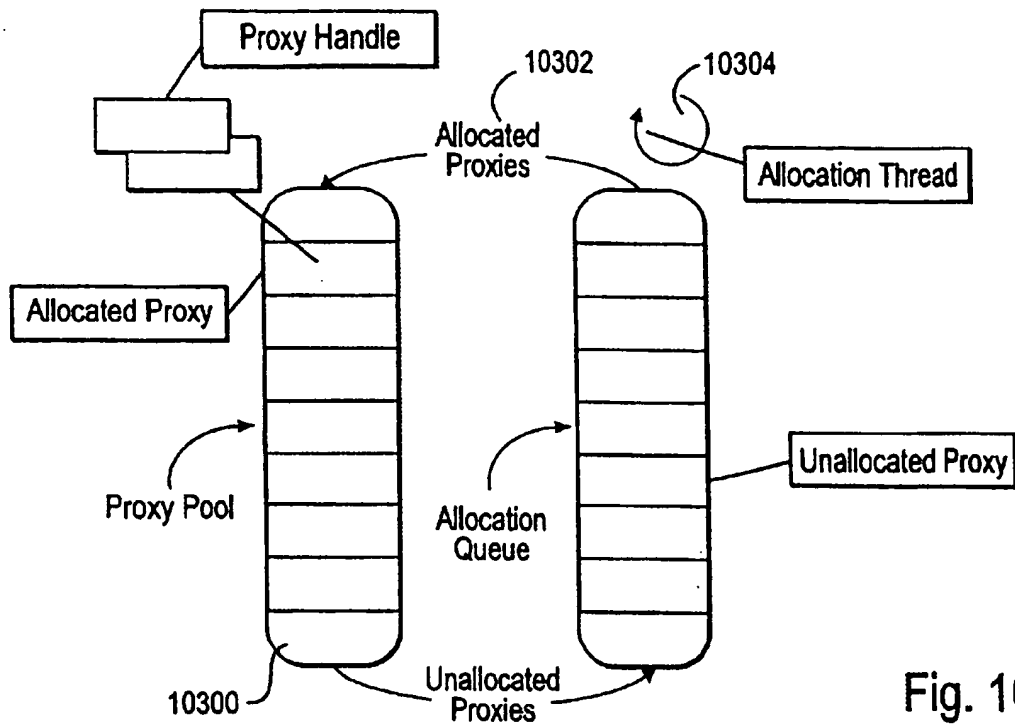 Proxy Handle
10302
10304
Allocated
Proxies
Allocation Thread
Allocated Proxy
Unallocated Proxy
Proxy Pool
Allocation
Queue
10300
Unallocated
Proxies
Fig.